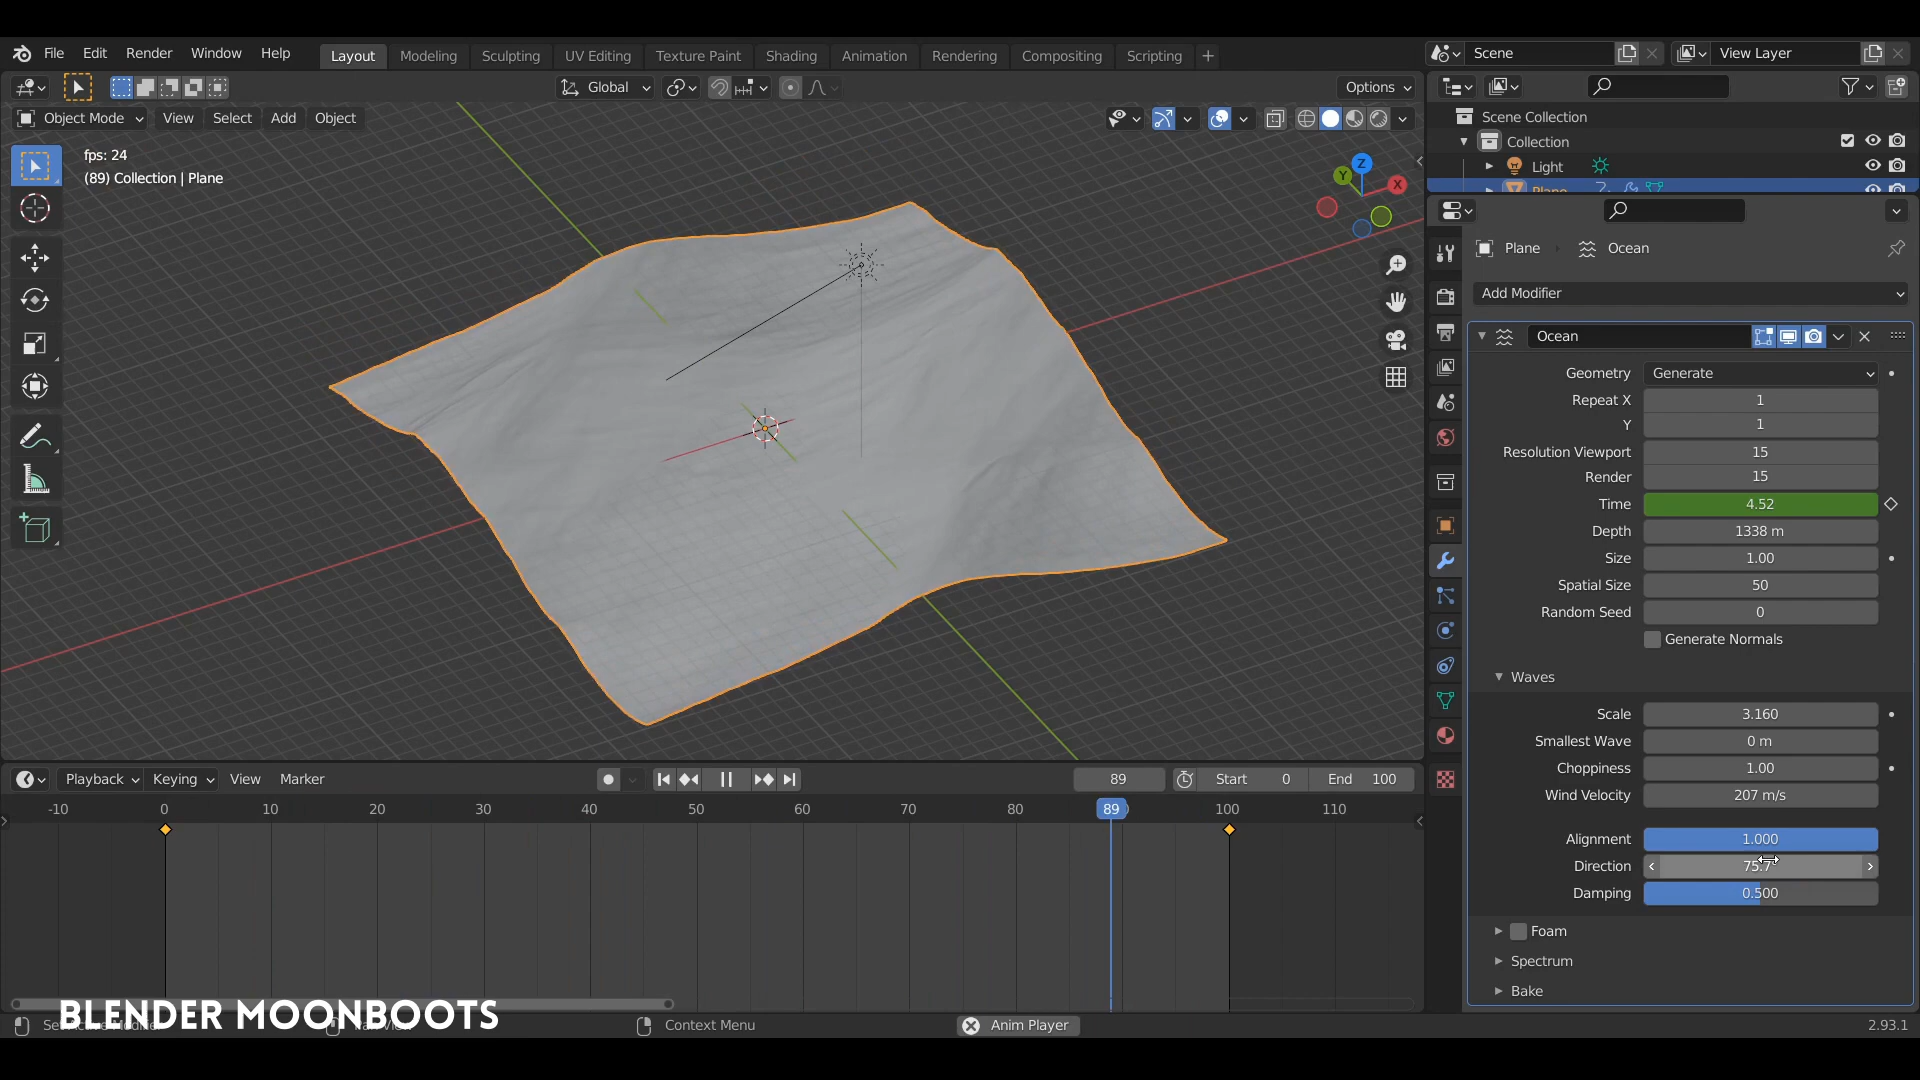 File Edit Render Window Help Layout Modeling Sculpting UV Editing Texture Paint Shading Animation Rendering Compositing Scripting + Scene View Layer
Global Options
Object Mode View Select Add Object
fps: 24
(89) Collection | Plane
Z
Y
X
Scene Collection
Collection
Light
Plane
Plane Ocean
Add Modifier
Ocean
Geometry Generate
Repeat X 1
Y 1
Resolution Viewport 15
Render 15
Time 4.52
Depth 1338 m
Size 1.00
Spatial Size 50
Random Seed 0
Generate Normals
Waves
Scale 3.160
Smallest Wave 0 m
Choppiness 1.00
Wind Velocity 207 m/s
Alignment 1.000
Direction 75.7°
Damping 0.500
Foam
Spectrum
Bake
Playback Keying View Marker 89 Start 0 End 100
-10 0 10 20 30 40 50 60 70 80 89 100 110
BLENDER MOONBOOTS
Context Menu Anim Player 2.93.1